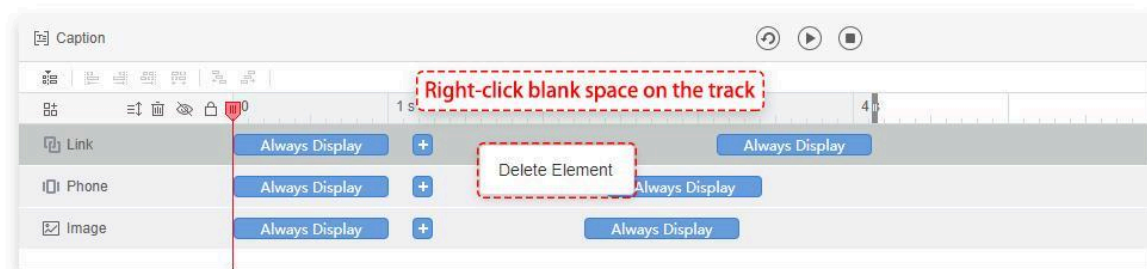 Caption
Right-click blank space on the track
0 1 s 4 s
Link Always Display + Always Display
Delete Element
Phone Always Display + Always Display
Image Always Display + Always Display